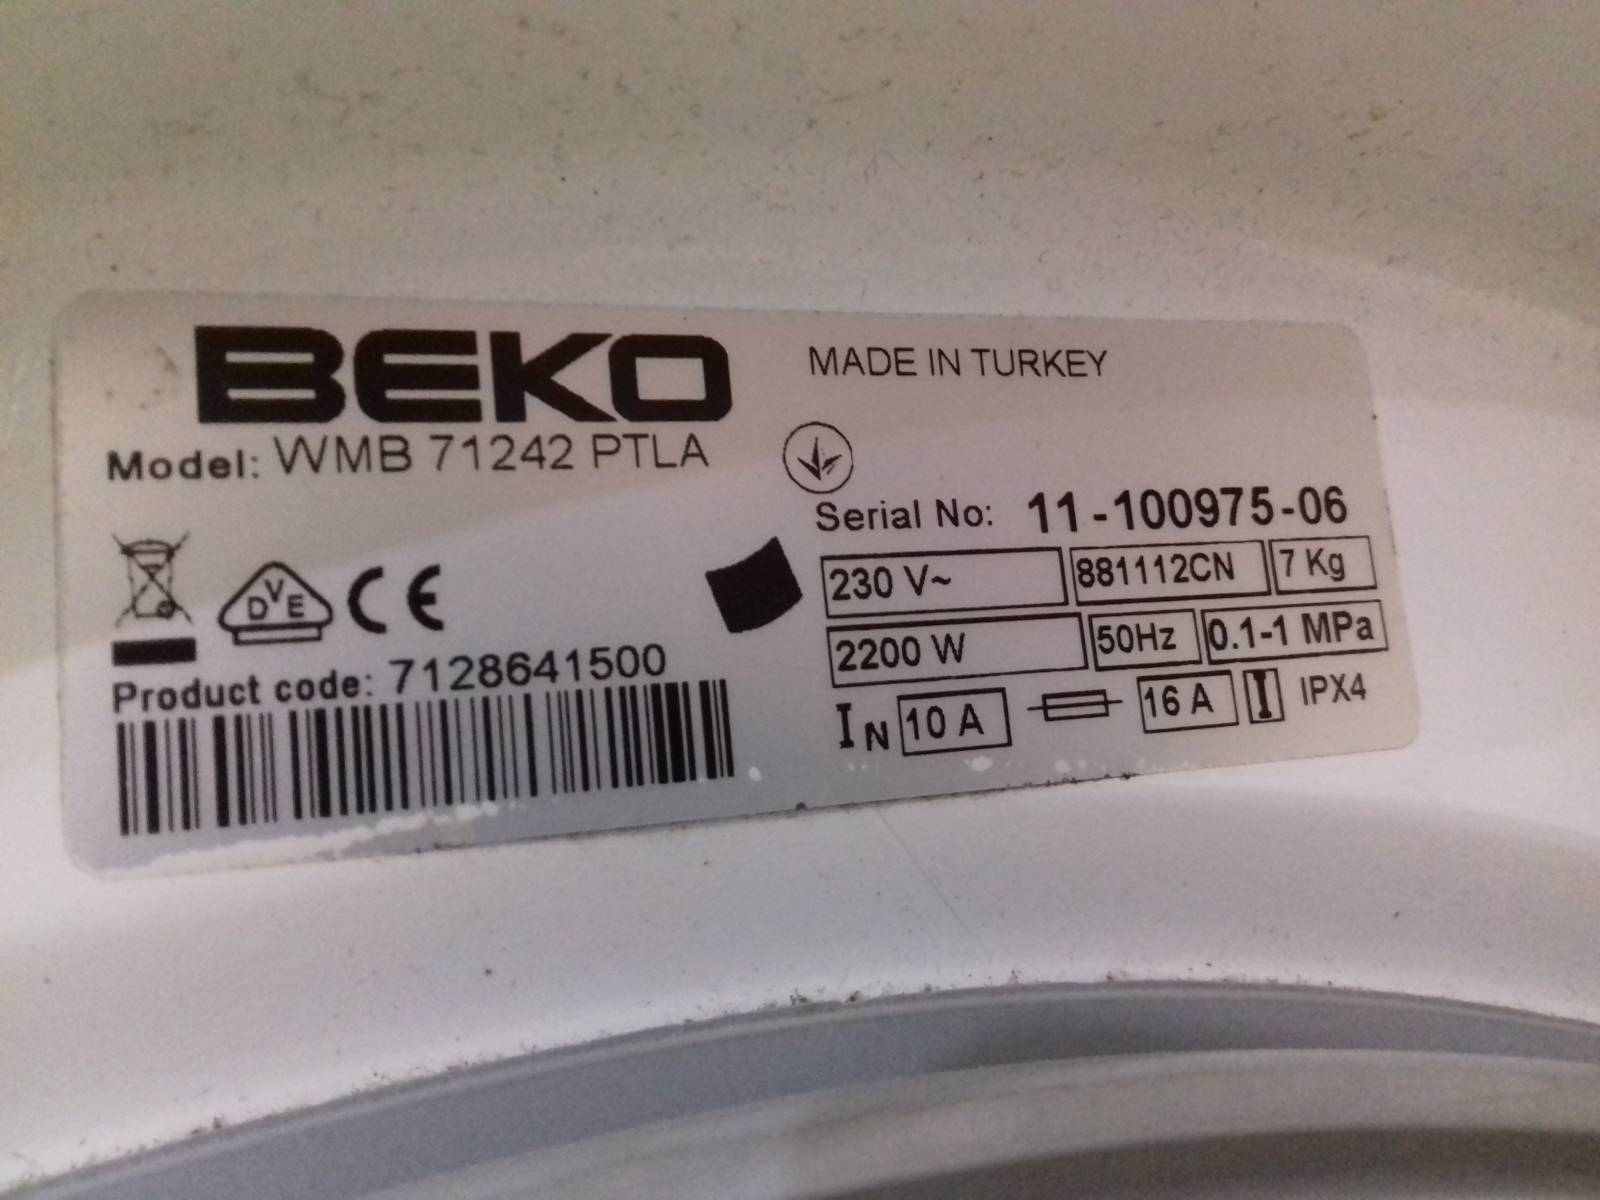 BEKO
MADE IN TURKEY
Model: WMB 71242 PTLA
Serial No: 11-100975-06
230 V~ 881112CN 7 Kg
2200 W 50Hz 0.1-1 MPa
IN 10 A 16 A I IPX4
DVE CE
Product code: 7128641500